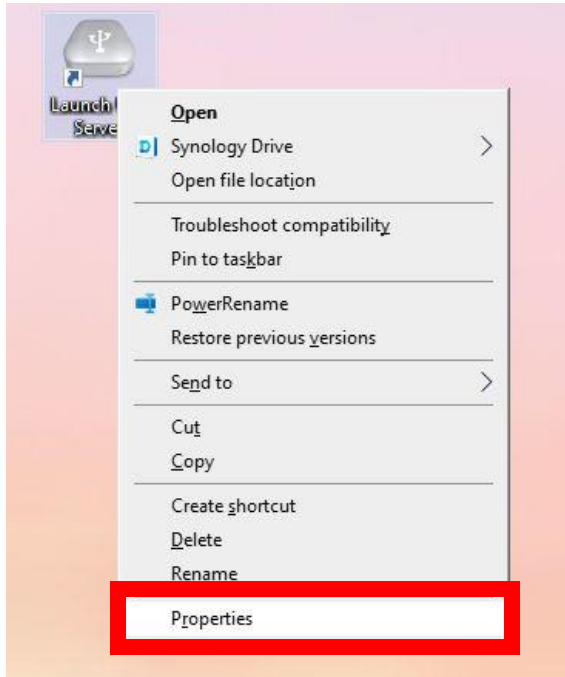 Launch
Serve
Open
Synology Drive
Open file location
Troubleshoot compatibility
Pin to taskbar
PowerRename
Restore previous versions
Send to
Cut
Copy
Create shortcut
Delete
Rename
Properties